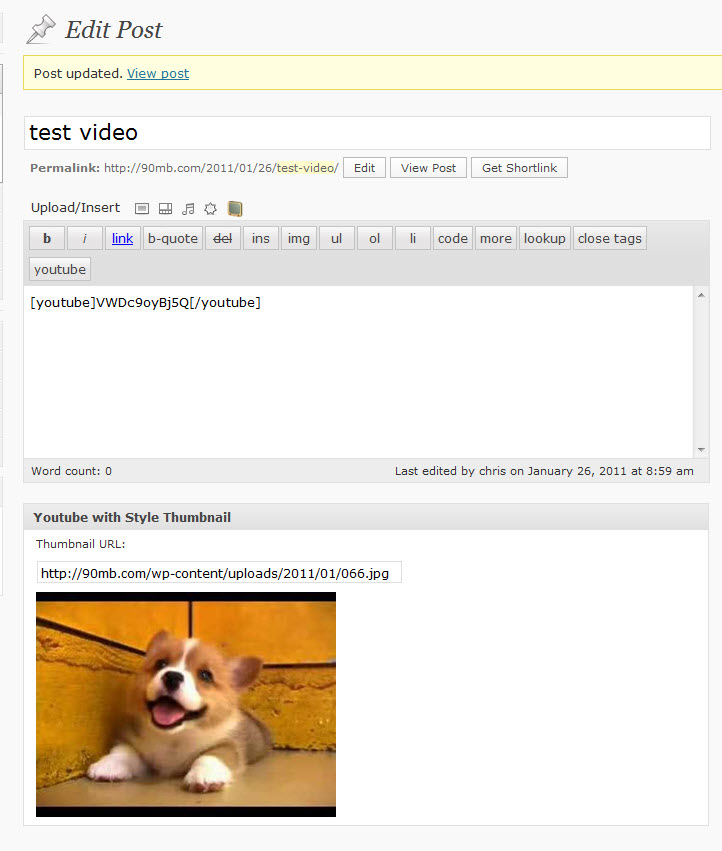 Edit Post
Post updated. View post
test video
Permalink: http://90mb.com/2011/01/26/test-video/ Edit View Post Get Shortlink
Upload/Insert
b i link b-quote del ins img ul ol li code more lookup close tags
youtube
[youtube]VWDc9oyBj5Q[/youtube]
Word count: 0 Last edited by chris on January 26, 2011 at 8:59 am
Youtube with Style Thumbnail
Thumbnail URL:
http://90mb.com/wp-content/uploads/2011/01/066.jpg